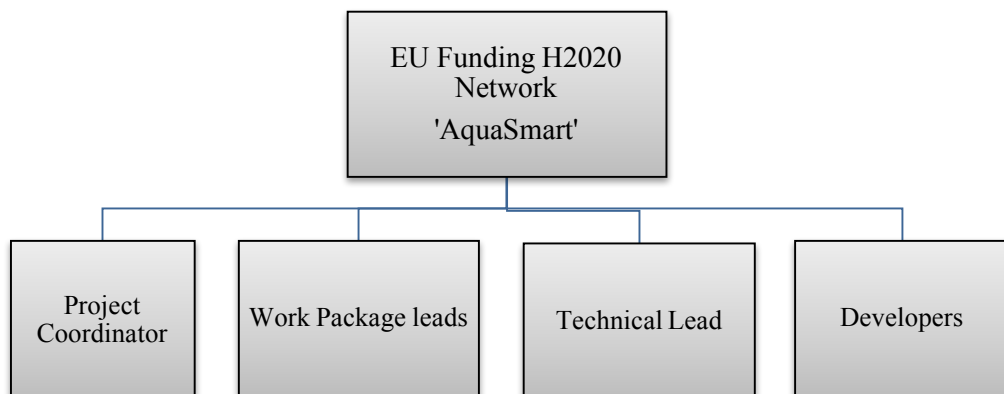 EU Funding H2020
Network
'AquaSmart'
Project
Coordinator
Work Package leads
Technical Lead
Developers